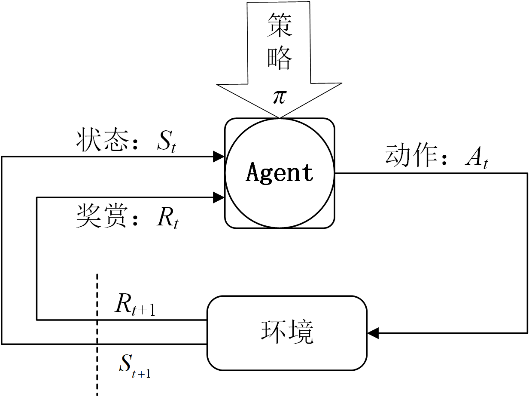 策
略
π
状态：Sₜ
Agent
动作：Aₜ
奖赏：Rₜ
Rₜ₊₁
环境
Sₜ₊₁